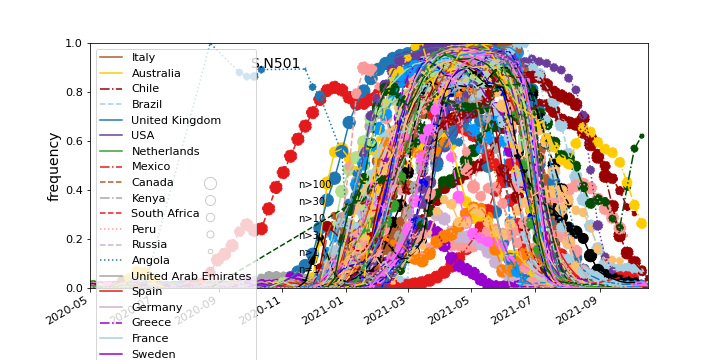 S.N501
frequency
1.0
0.8
0.6
0.4
0.2
0.0
Italy
Australia
Chile
Brazil
United Kingdom
USA
Netherlands
Mexico
Canada
Kenya
South Africa
Peru
Russia
Angola
United Arab Emirates
Spain
Germany
Greece
France
Sweden
n>100
n>30
n>10
n>3
n>
2020-05
2020-09
2020-11
2021-01
2021-03
2021-05
2021-07
2021-09